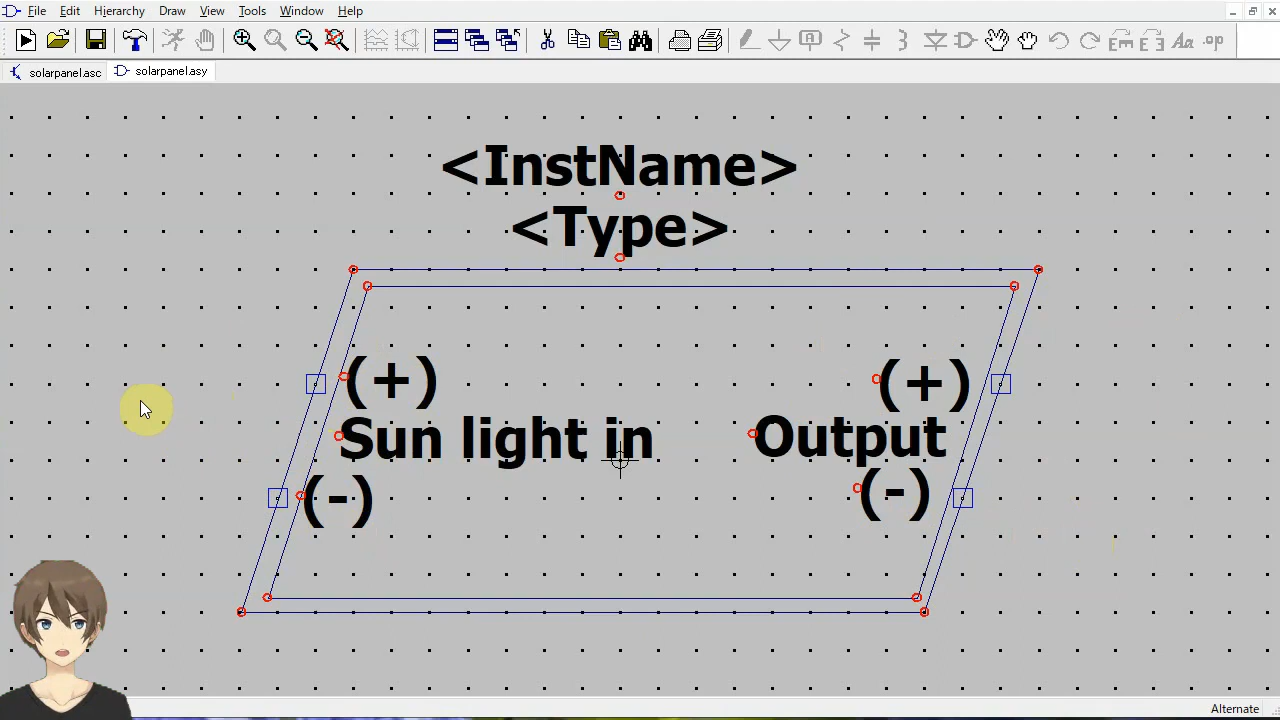 File Edit Hierarchy Draw View Tools Window Help
solarpanel.asc solarpanel.asy
<InstName>
<Type>
(+) (+)
Sun light in Output
(-) (-)
Alternate